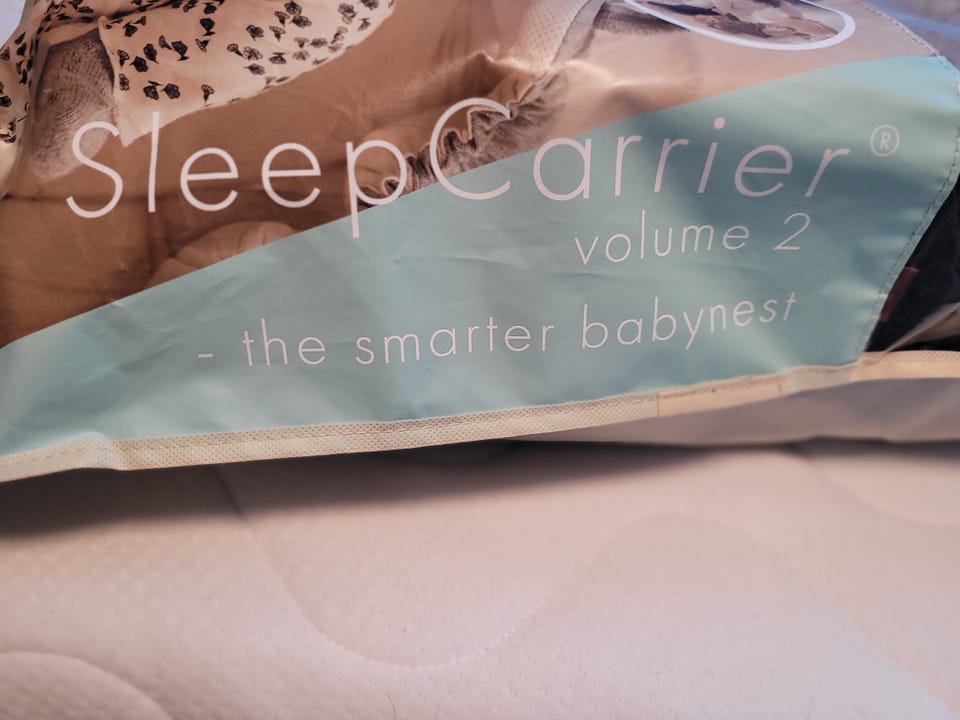 SleepCarrier®
volume 2
- the smarter babynest